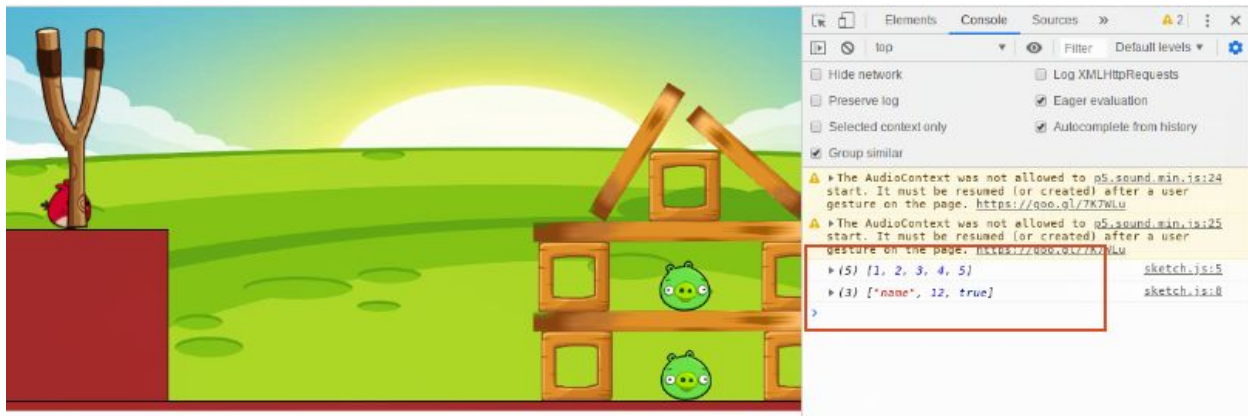 Elements Console Sources » 2
top Filter Default levels ▼
Hide network Log XMLHttpRequests
Preserve log Eager evaluation
Selected context only Autocomplete from history
Group similar
▶The AudioContext was not allowed to p5.sound.min.js:24
start. It must be resumed (or created) after a user
gesture on the page. https://goo.gl/7K7WLu
▶The AudioContext was not allowed to p5.sound.min.js:25
start. It must be resumed (or created) after a user
gesture on the page. https://goo.gl/7K7WLu
▶(5) [1, 2, 3, 4, 5] sketch.js:5
▶(3) ["name", 12, true] sketch.js:8
>